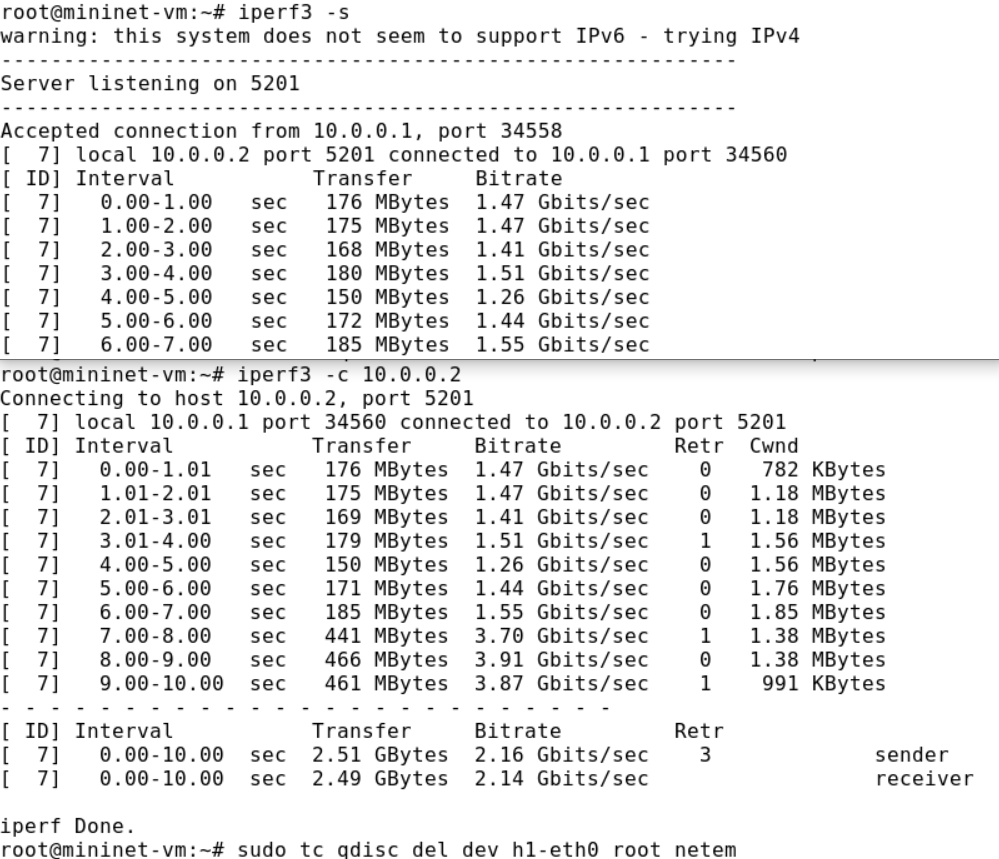 root@mininet-vm:~# iperf3 -s
warning: this system does not seem to support IPv6 - trying IPv4
-----------------------------------------------------------
Server listening on 5201
-----------------------------------------------------------
Accepted connection from 10.0.0.1, port 34558
[  7] local 10.0.0.2 port 5201 connected to 10.0.0.1 port 34560
[ ID] Interval           Transfer     Bitrate
[  7]   0.00-1.00   sec   176 MBytes  1.47 Gbits/sec
[  7]   1.00-2.00   sec   175 MBytes  1.47 Gbits/sec
[  7]   2.00-3.00   sec   168 MBytes  1.41 Gbits/sec
[  7]   3.00-4.00   sec   180 MBytes  1.51 Gbits/sec
[  7]   4.00-5.00   sec   150 MBytes  1.26 Gbits/sec
[  7]   5.00-6.00   sec   172 MBytes  1.44 Gbits/sec
[  7]   6.00-7.00   sec   185 MBytes  1.55 Gbits/sec
root@mininet-vm:~# iperf3 -c 10.0.0.2
Connecting to host 10.0.0.2, port 5201
[  7] local 10.0.0.1 port 34560 connected to 10.0.0.2 port 5201
[ ID] Interval           Transfer     Bitrate         Retr  Cwnd
[  7]   0.00-1.01   sec   176 MBytes  1.47 Gbits/sec    0    782 KBytes
[  7]   1.01-2.01   sec   175 MBytes  1.47 Gbits/sec    0   1.18 MBytes
[  7]   2.01-3.01   sec   169 MBytes  1.41 Gbits/sec    0   1.18 MBytes
[  7]   3.01-4.00   sec   179 MBytes  1.51 Gbits/sec    1   1.56 MBytes
[  7]   4.00-5.00   sec   150 MBytes  1.26 Gbits/sec    0   1.56 MBytes
[  7]   5.00-6.00   sec   171 MBytes  1.44 Gbits/sec    0   1.76 MBytes
[  7]   6.00-7.00   sec   185 MBytes  1.55 Gbits/sec    0   1.85 MBytes
[  7]   7.00-8.00   sec   441 MBytes  3.70 Gbits/sec    1   1.38 MBytes
[  7]   8.00-9.00   sec   466 MBytes  3.91 Gbits/sec    0   1.38 MBytes
[  7]   9.00-10.00  sec   461 MBytes  3.87 Gbits/sec    1    991 KBytes
- - - - - - - - - - - - - - - - - - - - - - - - -
[ ID] Interval           Transfer     Bitrate         Retr
[  7]   0.00-10.00  sec  2.51 GBytes  2.16 Gbits/sec    3             sender
[  7]   0.00-10.00  sec  2.49 GBytes  2.14 Gbits/sec                  receiver
iperf Done.
root@mininet-vm:~# sudo tc qdisc del dev h1-eth0 root netem